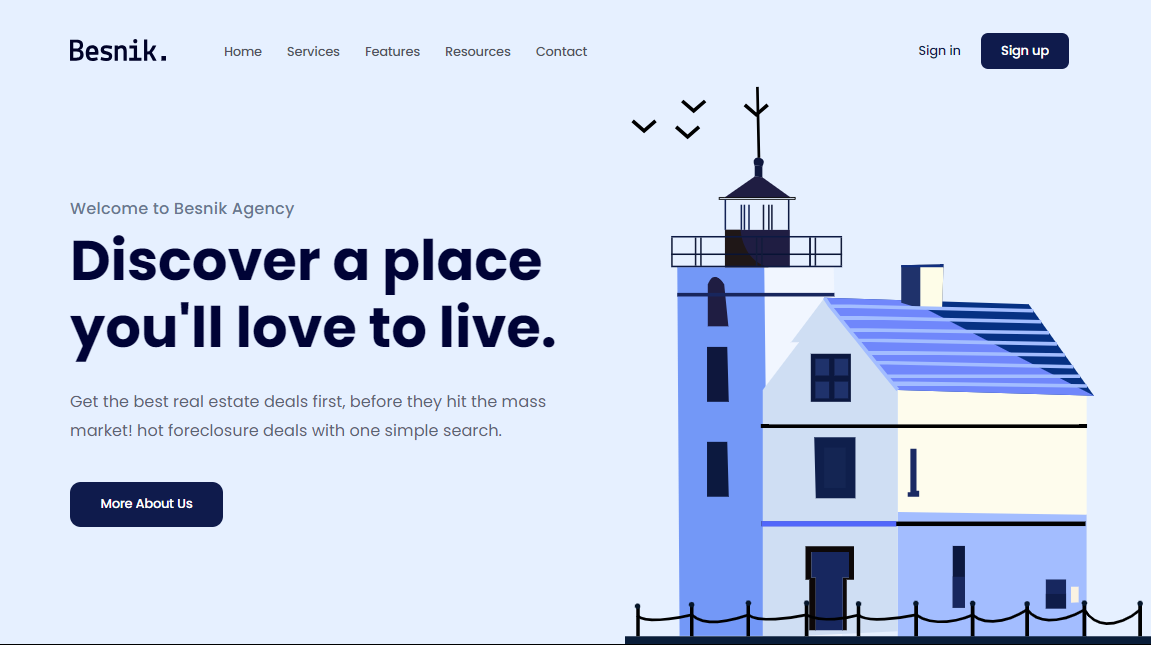 Besnik.
Home Services Features Resources Contact
Sign in
Sign up
Welcome to Besnik Agency
Discover a place
you'll love to live.
Get the best real estate deals first, before they hit the mass
market! hot foreclosure deals with one simple search.
More About Us